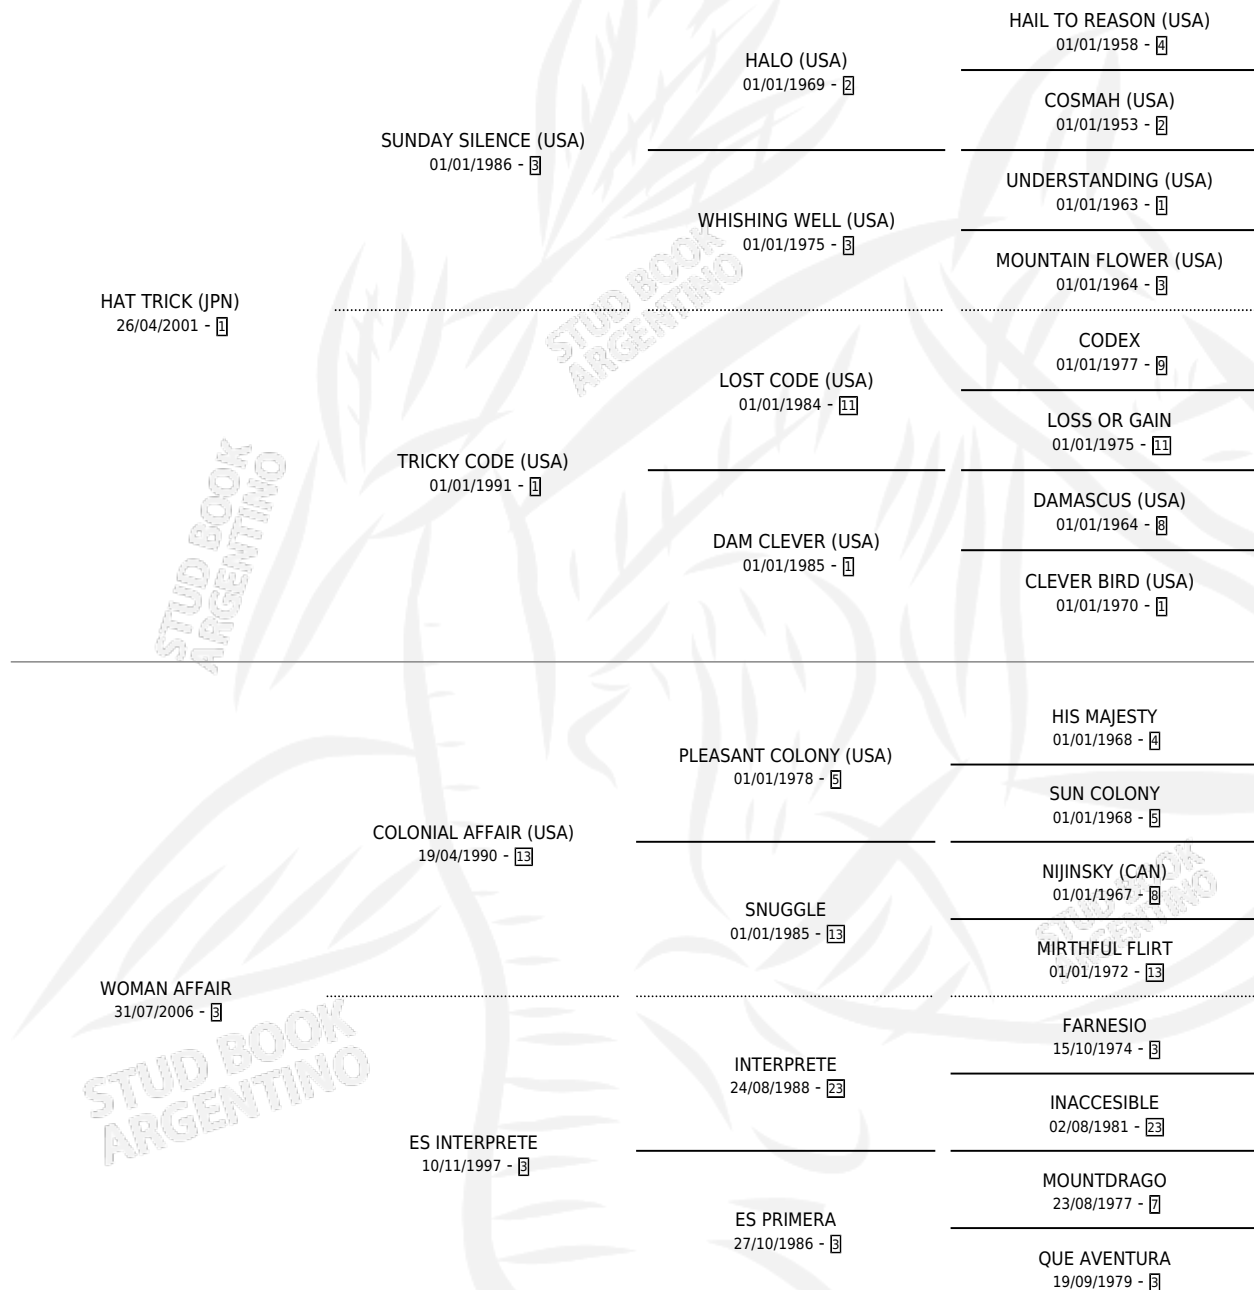 HAIL TO REASON (USA)
01/01/1958 - 4
HALO (USA)
01/01/1969 - 2
COSMAH (USA)
01/01/1953 - 2
SUNDAY SILENCE (USA)
01/01/1986 - 3
UNDERSTANDING (USA)
01/01/1963 - 1
WHISHING WELL (USA)
01/01/1975 - 3
MOUNTAIN FLOWER (USA)
01/01/1964 - 3
HAT TRICK (JPN)
26/04/2001 - 1
CODEX
01/01/1977 - 9
LOST CODE (USA)
01/01/1984 - 11
LOSS OR GAIN
01/01/1975 - 11
TRICKY CODE (USA)
01/01/1991 - 1
DAMASCUS (USA)
01/01/1964 - 8
DAM CLEVER (USA)
01/01/1985 - 1
CLEVER BIRD (USA)
01/01/1970 - 1
HIS MAJESTY
01/01/1968 - 4
PLEASANT COLONY (USA)
01/01/1978 - 5
SUN COLONY
01/01/1968 - 5
COLONIAL AFFAIR (USA)
19/04/1990 - 13
NIJINSKY (CAN)
01/01/1967 - 8
SNUGGLE
01/01/1985 - 13
MIRTHFUL FLIRT
01/01/1972 - 13
WOMAN AFFAIR
31/07/2006 - 3
FARNESIO
15/10/1974 - 3
INTERPRETE
24/08/1988 - 23
INACCESIBLE
02/08/1981 - 23
ES INTERPRETE
10/11/1997 - 3
MOUNTDRAGO
23/08/1977 - 7
ES PRIMERA
27/10/1986 - 3
QUE AVENTURA
19/09/1979 - 3
STUD BOOK
ARGENTINO
STUD BOOK
ARGENTINO
STUD BOOK
ARGENTINO
STUD BOOK
ARGENTINO